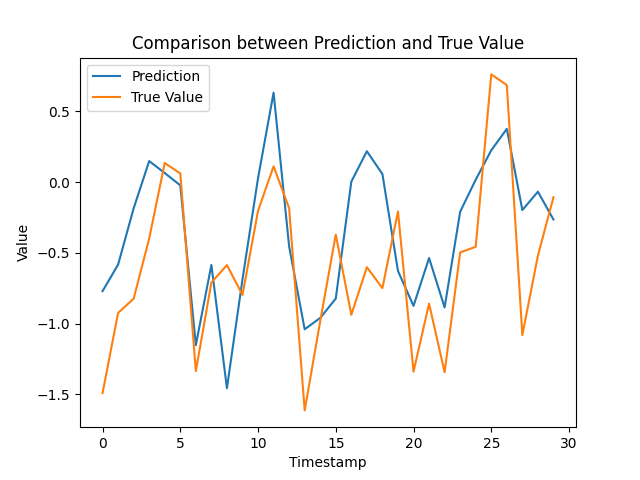 Comparison between Prediction and True Value
Prediction
True Value
0.5
0.0
−0.5
−1.0
−1.5
Value
0 5 10 15 20 25 30
Timestamp